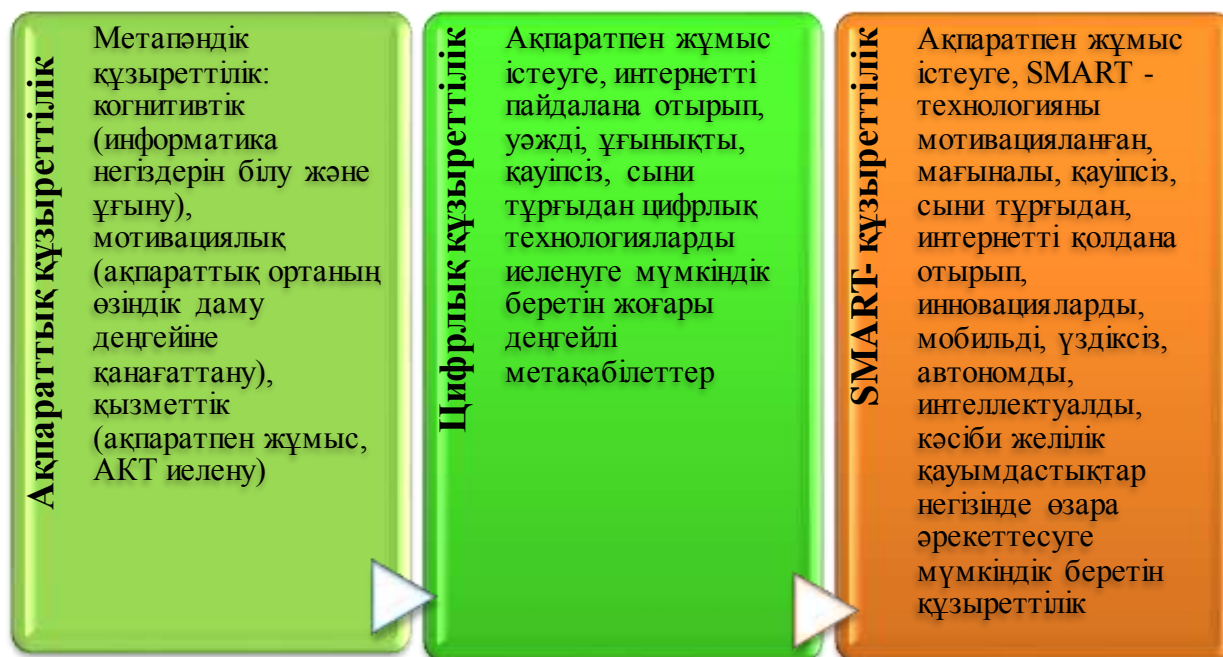 Ақпараттық құзыреттілік
Метапәндік
құзыреттілік:
когнитивтік
(информатика
негіздерін білу және
ұғыну),
мотивациялық
(ақпараттық ортаның
өзіндік даму
деңгейіне
қанағаттану),
қызметтік
(ақпаратпен жұмыс,
АКТ иелену)
Цифрлық құзыреттілік
Ақпаратпен жұмыс
істеуге, интернетті
пайдалана отырып,
уәжді, ұғынықты,
қауіпсіз, сыни
тұрғыдан цифрлық
технологияларды
иеленуге мүмкіндік
беретін жоғары
деңгейлі
метақабілеттер
SMART- құзыреттілік
Ақпаратпен жұмыс
істеуге, SMART -
технологияны
мотивацияланған,
мағыналы, қауіпсіз,
сыни тұрғыдан,
интернетті қолдана
отырып,
инновацияларды,
мобильді, үздіксіз,
автономды,
интеллектуалды,
кәсіби желілік
қауымдастықтар
негізінде өзара
әрекеттесуге
мүмкіндік беретін
құзыреттілік